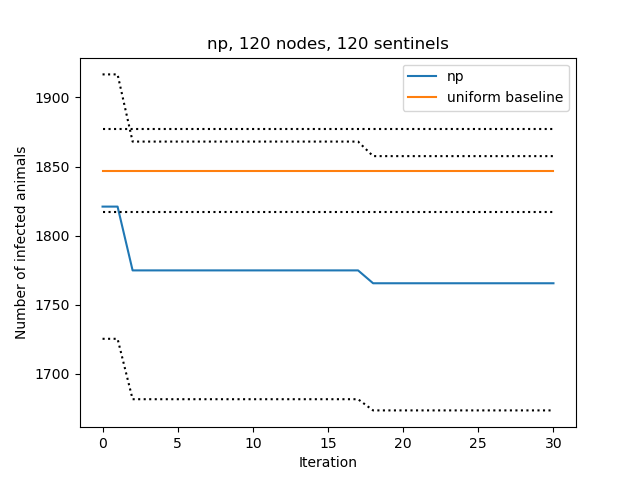 np, 120 nodes, 120 sentinels
np
uniform baseline
Number of infected animals
1900
1850
1800
1750
1700
0 5 10 15 20 25 30
Iteration